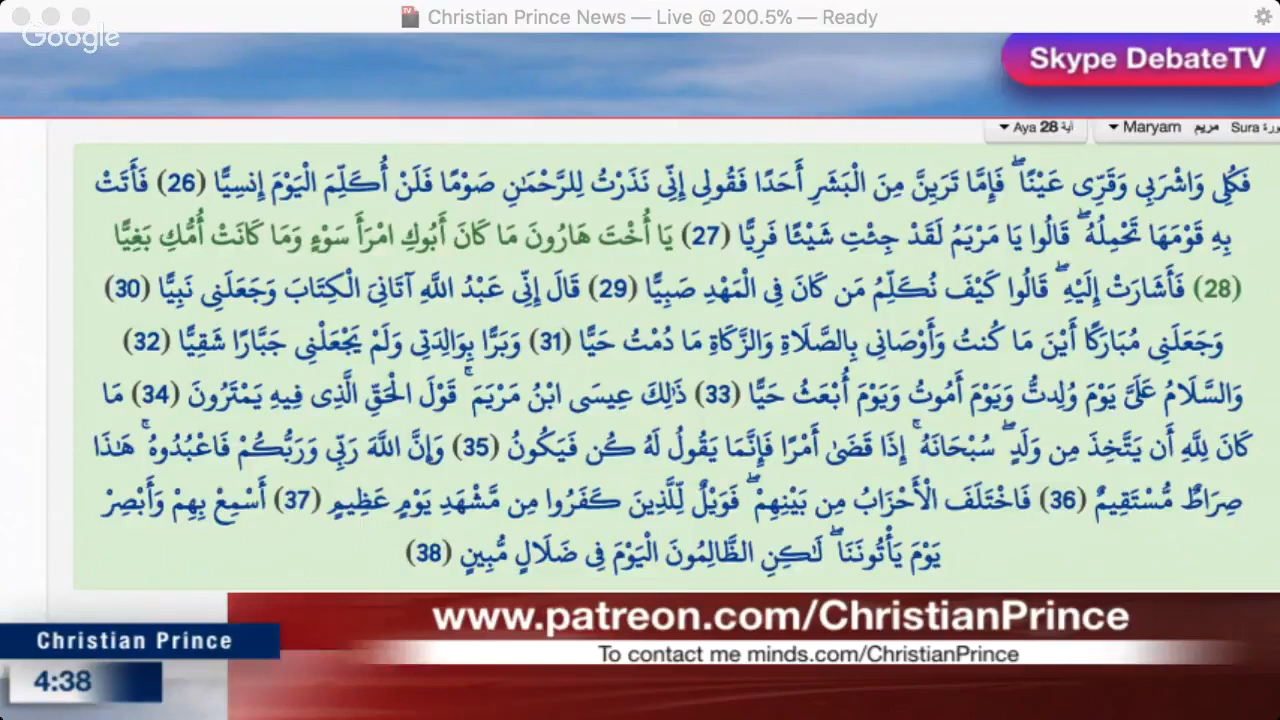 Christian Prince News — Live @ 200.5% — Ready
Google
Skype DebateTV
Aya 28 آية
Maryam مريم Sura سورة
فَكُلِي وَاشْرَبِي وَقَرِّي عَيْنًا ۖ فَإِمَّا تَرَيِنَّ مِنَ الْبَشَرِ أَحَدًا فَقُولِي إِنِّي نَذَرْتُ لِلرَّحْمَٰنِ صَوْمًا فَلَنْ أُكَلِّمَ الْيَوْمَ إِنسِيًّا (26) فَأَتَتْ
بِهِ قَوْمَهَا تَحْمِلُهُ ۖ قَالُوا يَا مَرْيَمُ لَقَدْ جِئْتِ شَيْئًا فَرِيًّا (27) يَا أُخْتَ هَارُونَ مَا كَانَ أَبُوكِ امْرَأَ سَوْءٍ وَمَا كَانَتْ أُمُّكِ بَغِيًّا
(28) فَأَشَارَتْ إِلَيْهِ ۖ قَالُوا كَيْفَ نُكَلِّمُ مَن كَانَ فِي الْمَهْدِ صَبِيًّا (29) قَالَ إِنِّي عَبْدُ اللَّهِ آتَانِيَ الْكِتَابَ وَجَعَلَنِي نَبِيًّا (30)
وَجَعَلَنِي مُبَارَكًا أَيْنَ مَا كُنتُ وَأَوْصَانِي بِالصَّلَاةِ وَالزَّكَاةِ مَا دُمْتُ حَيًّا (31) وَبَرًّا بِوَالِدَتِي وَلَمْ يَجْعَلْنِي جَبَّارًا شَقِيًّا (32)
وَالسَّلَامُ عَلَيَّ يَوْمَ وُلِدتُّ وَيَوْمَ أَمُوتُ وَيَوْمَ أُبْعَثُ حَيًّا (33) ذَٰلِكَ عِيسَى ابْنُ مَرْيَمَ ۚ قَوْلَ الْحَقِّ الَّذِي فِيهِ يَمْتَرُونَ (34) مَا
كَانَ لِلَّهِ أَن يَتَّخِذَ مِن وَلَدٍ ۖ سُبْحَانَهُ ۚ إِذَا قَضَىٰ أَمْرًا فَإِنَّمَا يَقُولُ لَهُ كُن فَيَكُونُ (35) وَإِنَّ اللَّهَ رَبِّي وَرَبُّكُمْ فَاعْبُدُوهُ ۚ هَٰذَا
صِرَاطٌ مُّسْتَقِيمٌ (36) فَاخْتَلَفَ الْأَحْزَابُ مِن بَيْنِهِمْ ۖ فَوَيْلٌ لِّلَّذِينَ كَفَرُوا مِن مَّشْهَدِ يَوْمٍ عَظِيمٍ (37) أَسْمِعْ بِهِمْ وَأَبْصِرْ
يَوْمَ يَأْتُونَنَا ۖ لَٰكِنِ الظَّالِمُونَ الْيَوْمَ فِي ضَلَالٍ مُّبِينٍ (38)
www.patreon.com/ChristianPrince
Christian Prince
To contact me minds.com/ChristianPrince
4:38